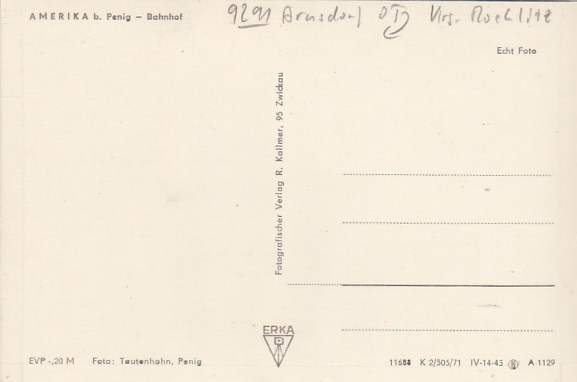 AMERIKA b. Penig – Bahnhof
9291 Arnsdorf OT Krs. Rochlitz
Echt Foto
Fotografischer Verlag R. Kallmer, 95 Zwickau
ERKA
EVP -,20 M Foto: Teutenhahn, Penig
11688 K 2/505/71 IV-14-43 A 1129